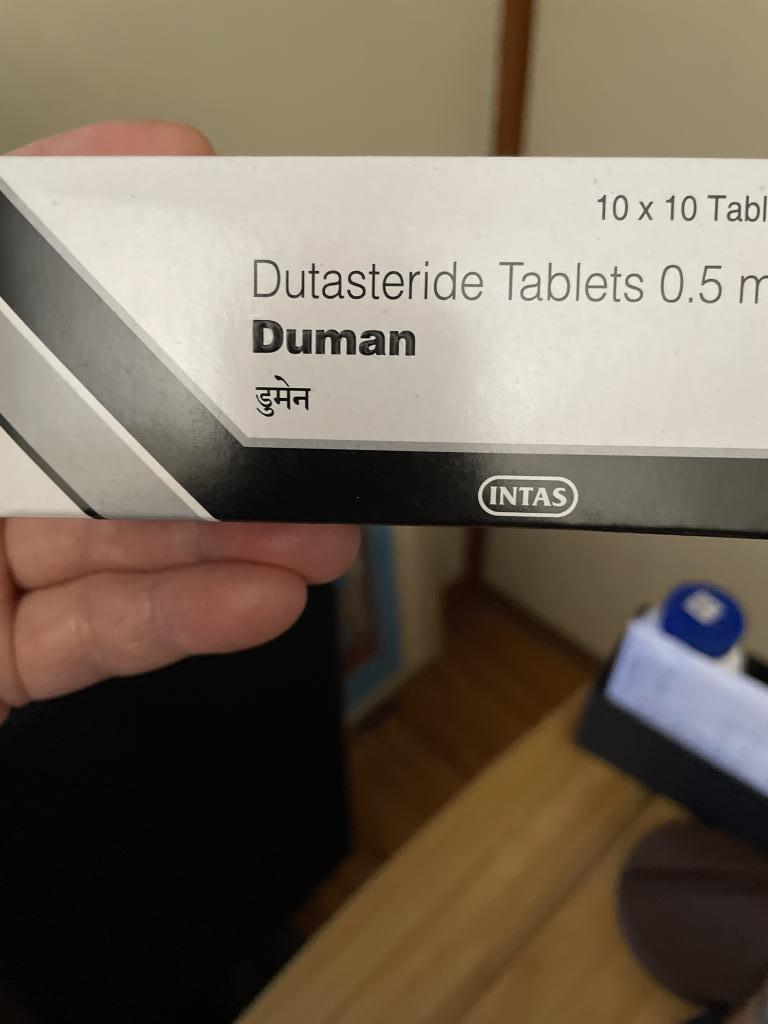 10 x 10 Tabl
Dutasteride Tablets 0.5 m
Duman
डुमेन
INTAS